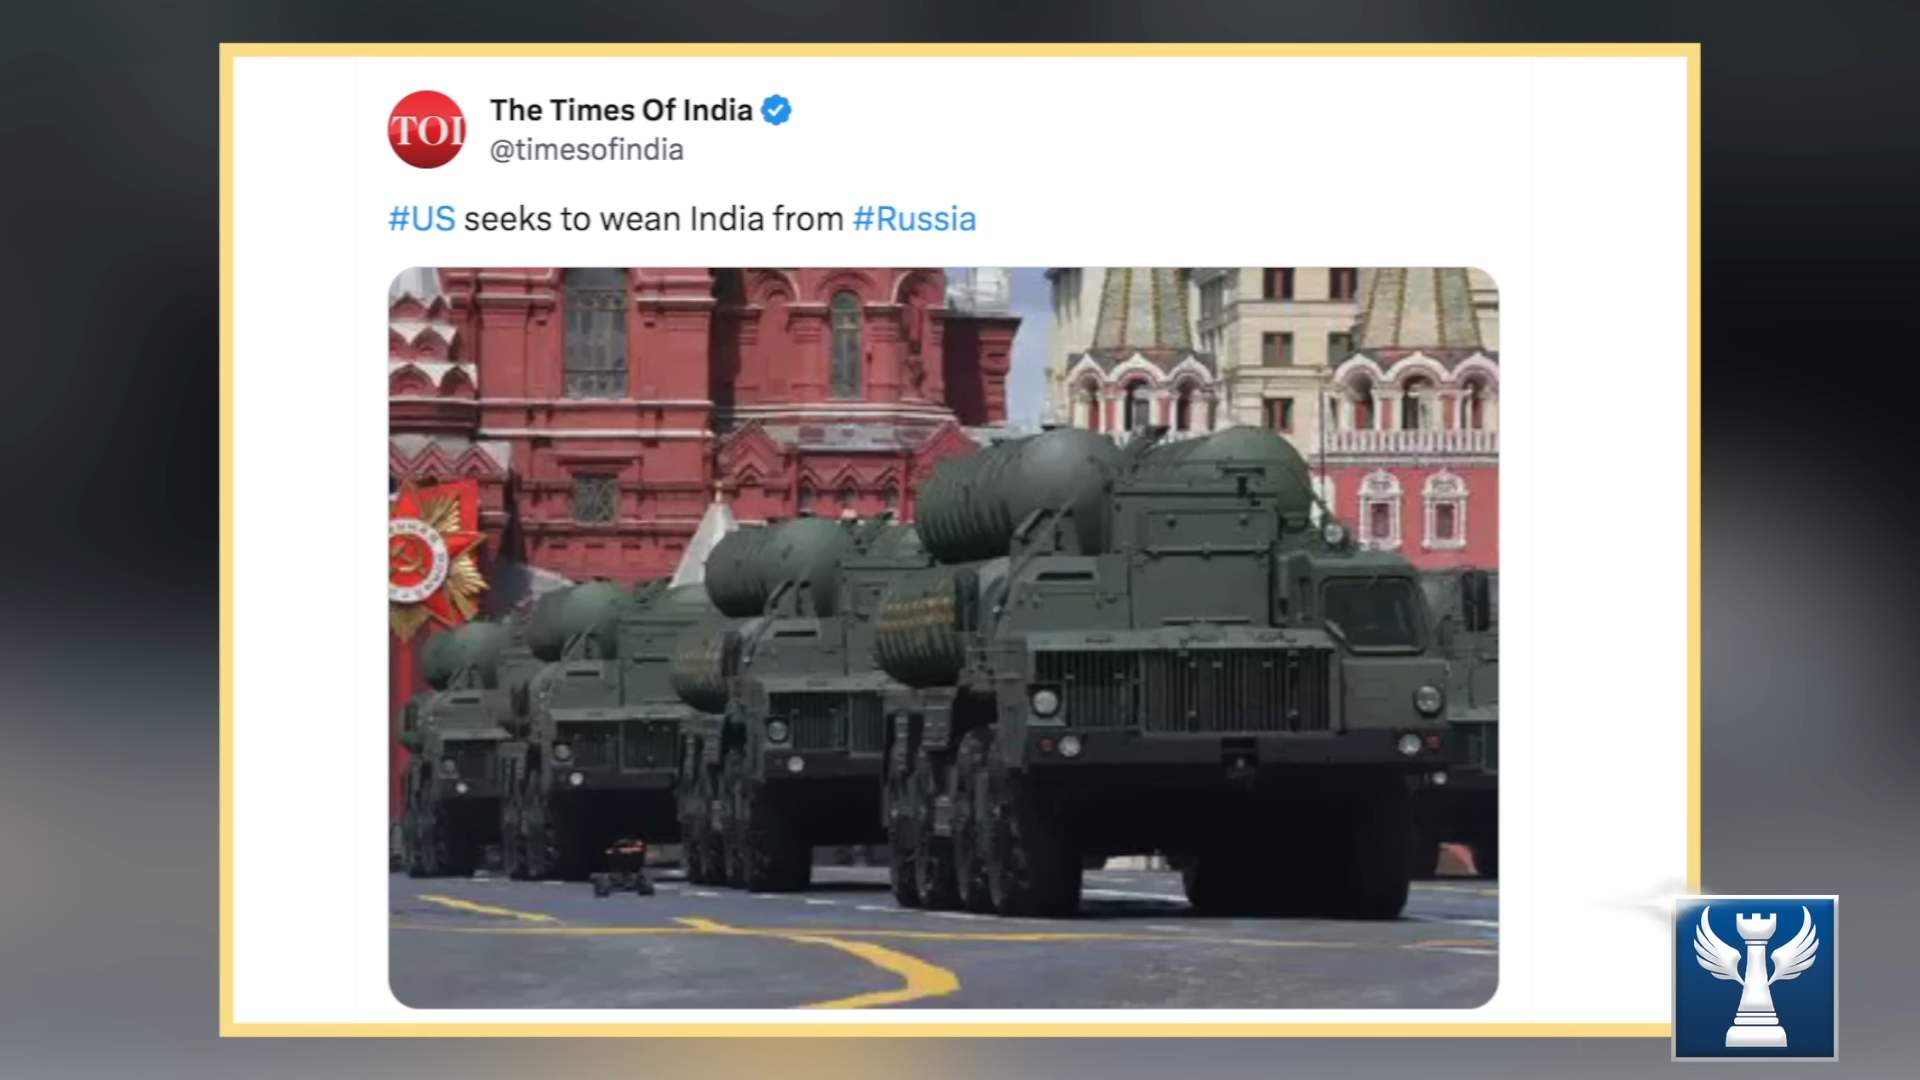 TOI
The Times Of India
@timesofindia
#US seeks to wean India from #Russia